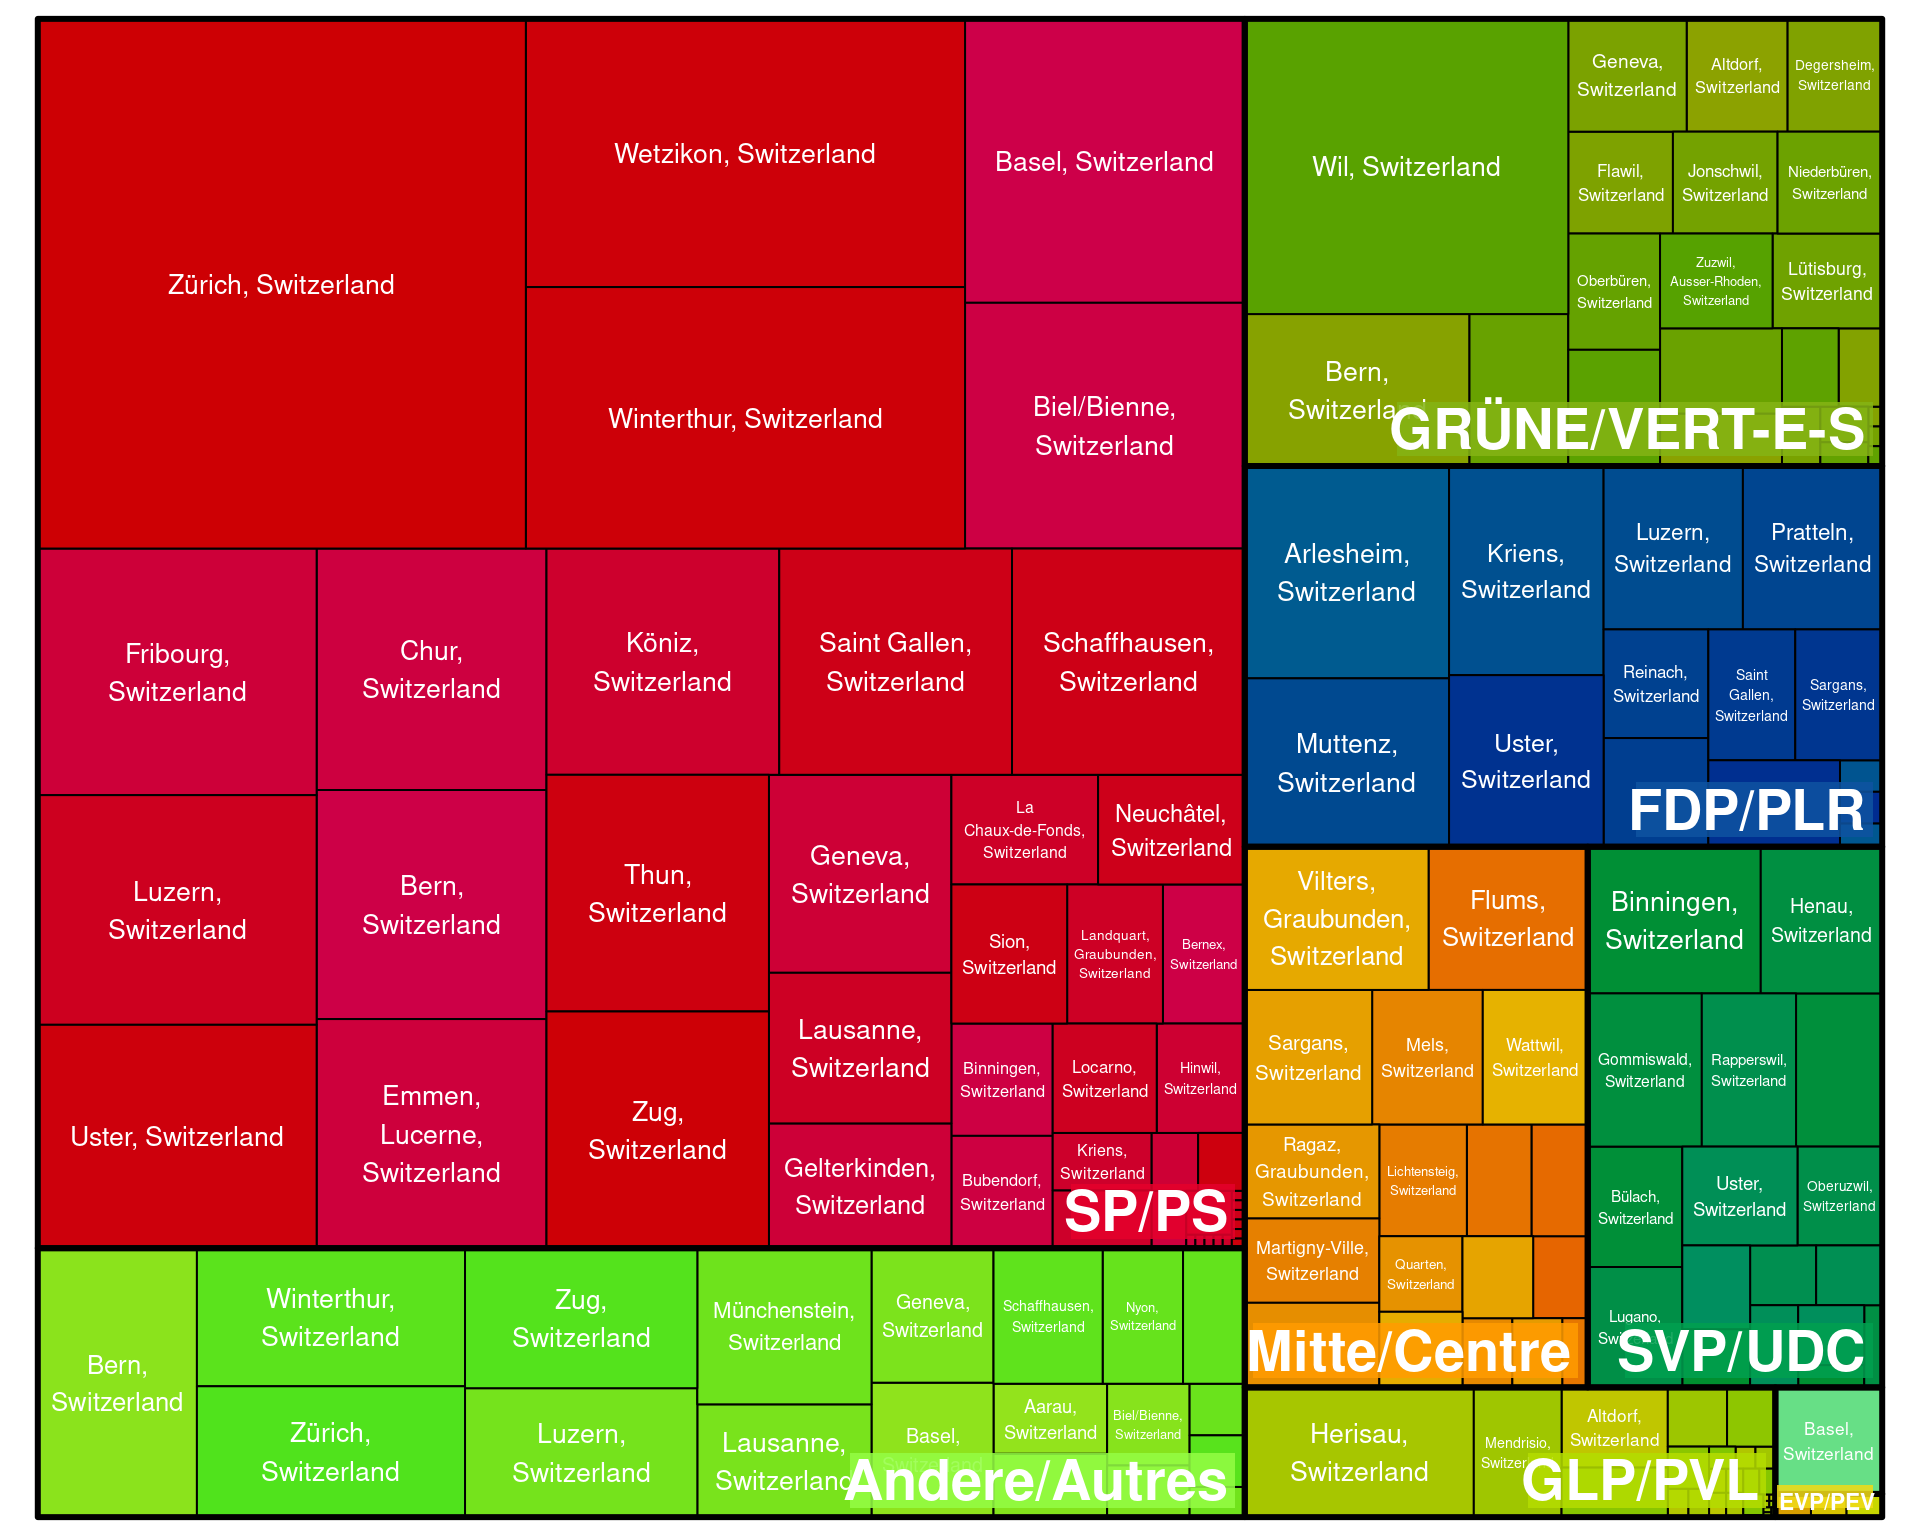 Zürich, Switzerland
Wetzikon, Switzerland
Winterthur, Switzerland
Basel, Switzerland
Biel/Bienne,
Switzerland
Fribourg,
Switzerland
Chur,
Switzerland
Köniz,
Switzerland
Saint Gallen,
Switzerland
Schaffhausen,
Switzerland
Luzern,
Switzerland
Bern,
Switzerland
Thun,
Switzerland
Geneva,
Switzerland
La
Chaux-de-Fonds,
Switzerland
Neuchâtel,
Switzerland
Sion,
Switzerland
Landquart,
Graubunden,
Switzerland
Bernex,
Switzerland
Uster, Switzerland
Emmen,
Lucerne,
Switzerland
Zug,
Switzerland
Lausanne,
Switzerland
Gelterkinden,
Switzerland
Binningen,
Switzerland
Locarno,
Switzerland
Hinwil,
Switzerland
Bubendorf,
Switzerland
Kriens,
Switzerland
SP/PS
Bern,
Switzerland
Winterthur,
Switzerland
Zürich,
Switzerland
Zug,
Switzerland
Luzern,
Switzerland
Münchenstein,
Switzerland
Lausanne,
Switzerland
Geneva,
Switzerland
Basel,
Switzerland
Schaffhausen,
Switzerland
Nyon,
Switzerland
Aarau,
Switzerland
Biel/Bienne,
Switzerland
Andere/Autres
Wil, Switzerland
Bern,
Switzerland
Geneva,
Switzerland
Altdorf,
Switzerland
Degersheim,
Switzerland
Flawil,
Switzerland
Jonschwil,
Switzerland
Niederbüren,
Switzerland
Oberbüren,
Switzerland
Zuzwil,
Ausser-Rhoden,
Switzerland
Lütisburg,
Switzerland
GRÜNE/VERT-E-S
Arlesheim,
Switzerland
Muttenz,
Switzerland
Kriens,
Switzerland
Uster,
Switzerland
Luzern,
Switzerland
Pratteln,
Switzerland
Reinach,
Switzerland
Saint
Gallen,
Switzerland
Sargans,
Switzerland
FDP/PLR
Vilters,
Graubunden,
Switzerland
Flums,
Switzerland
Sargans,
Switzerland
Mels,
Switzerland
Wattwil,
Switzerland
Ragaz,
Graubunden,
Switzerland
Lichtensteig,
Switzerland
Martigny-Ville,
Switzerland
Quarten,
Switzerland
Mitte/Centre
Binningen,
Switzerland
Henau,
Switzerland
Gommiswald,
Switzerland
Rapperswil,
Switzerland
Bülach,
Switzerland
Uster,
Switzerland
Oberuzwil,
Switzerland
Lugano,
SVP/UDC
Herisau,
Switzerland
Mendrisio,
Altdorf,
Switzerland
GLP/PVL
Basel,
Switzerland
EVP/PEV